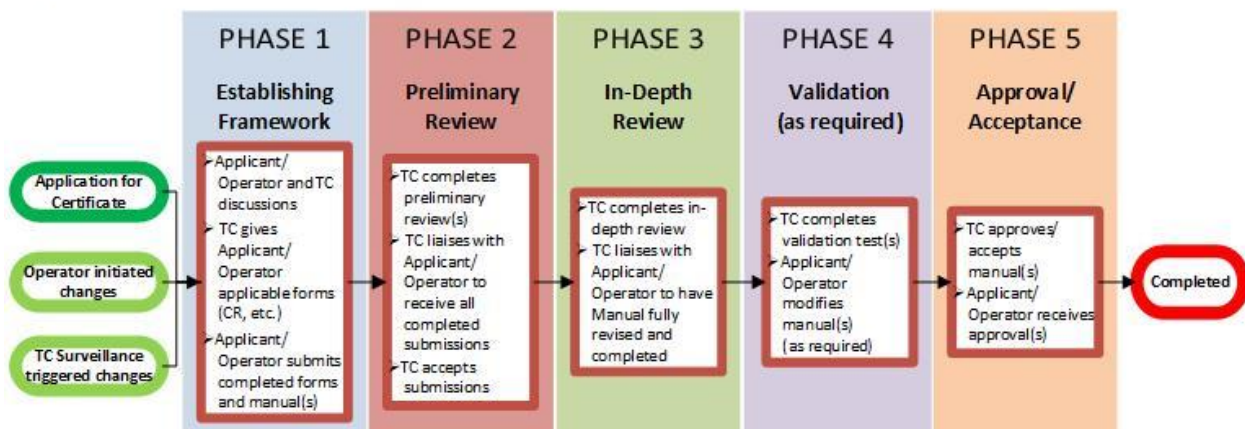 Application for
Certificate
Operator initiated
changes
TC Surveillance
triggered changes
PHASE 1
Establishing
Framework
➤Applicant/
Operator and TC
discussions
➤TC gives
Applicant/
Operator
applicable forms
(CR, etc.)
➤Applicant/
Operator submits
completed forms
and manual(s)
PHASE 2
Preliminary
Review
➤TC completes
preliminary
review(s)
➤TC liaises with
Applicant/
Operator to
receive all
completed
submissions
➤TC accepts
submissions
PHASE 3
In-Depth
Review
➤TC completes in-
depth review
➤TC liaises with
Applicant/
Operator to have
Manual fully
revised and
completed
PHASE 4
Validation
(as required)
➤TC completes
validation test(s)
➤Applicant/
Operator
modifies
manual(s)
(as required)
PHASE 5
Approval/
Acceptance
➤TC approves/
accepts
manual(s)
➤Applicant/
Operator receives
approval(s)
Completed